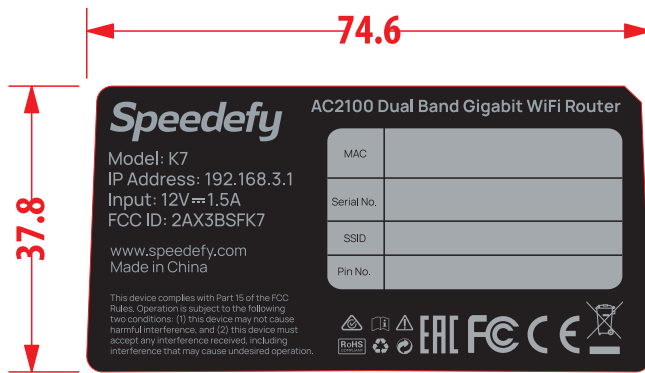 74.6
37.8
Speedefy
AC2100 Dual Band Gigabit WiFi Router
Model: K7
IP Address: 192.168.3.1
Input: 12V⎓1.5A
FCC ID: 2AX3BSFK7
www.speedefy.com
Made in China
MAC
Serial No.
SSID
Pin No.
This device complies with Part 15 of the FCC
Rules. Operation is subject to the following
two conditions: (1) this device may not cause
harmful interference, and (2) this device must
accept any interference received, including
interference that may cause undesired operation.
RoHS
COMPLIANT
EAC
FC
CE